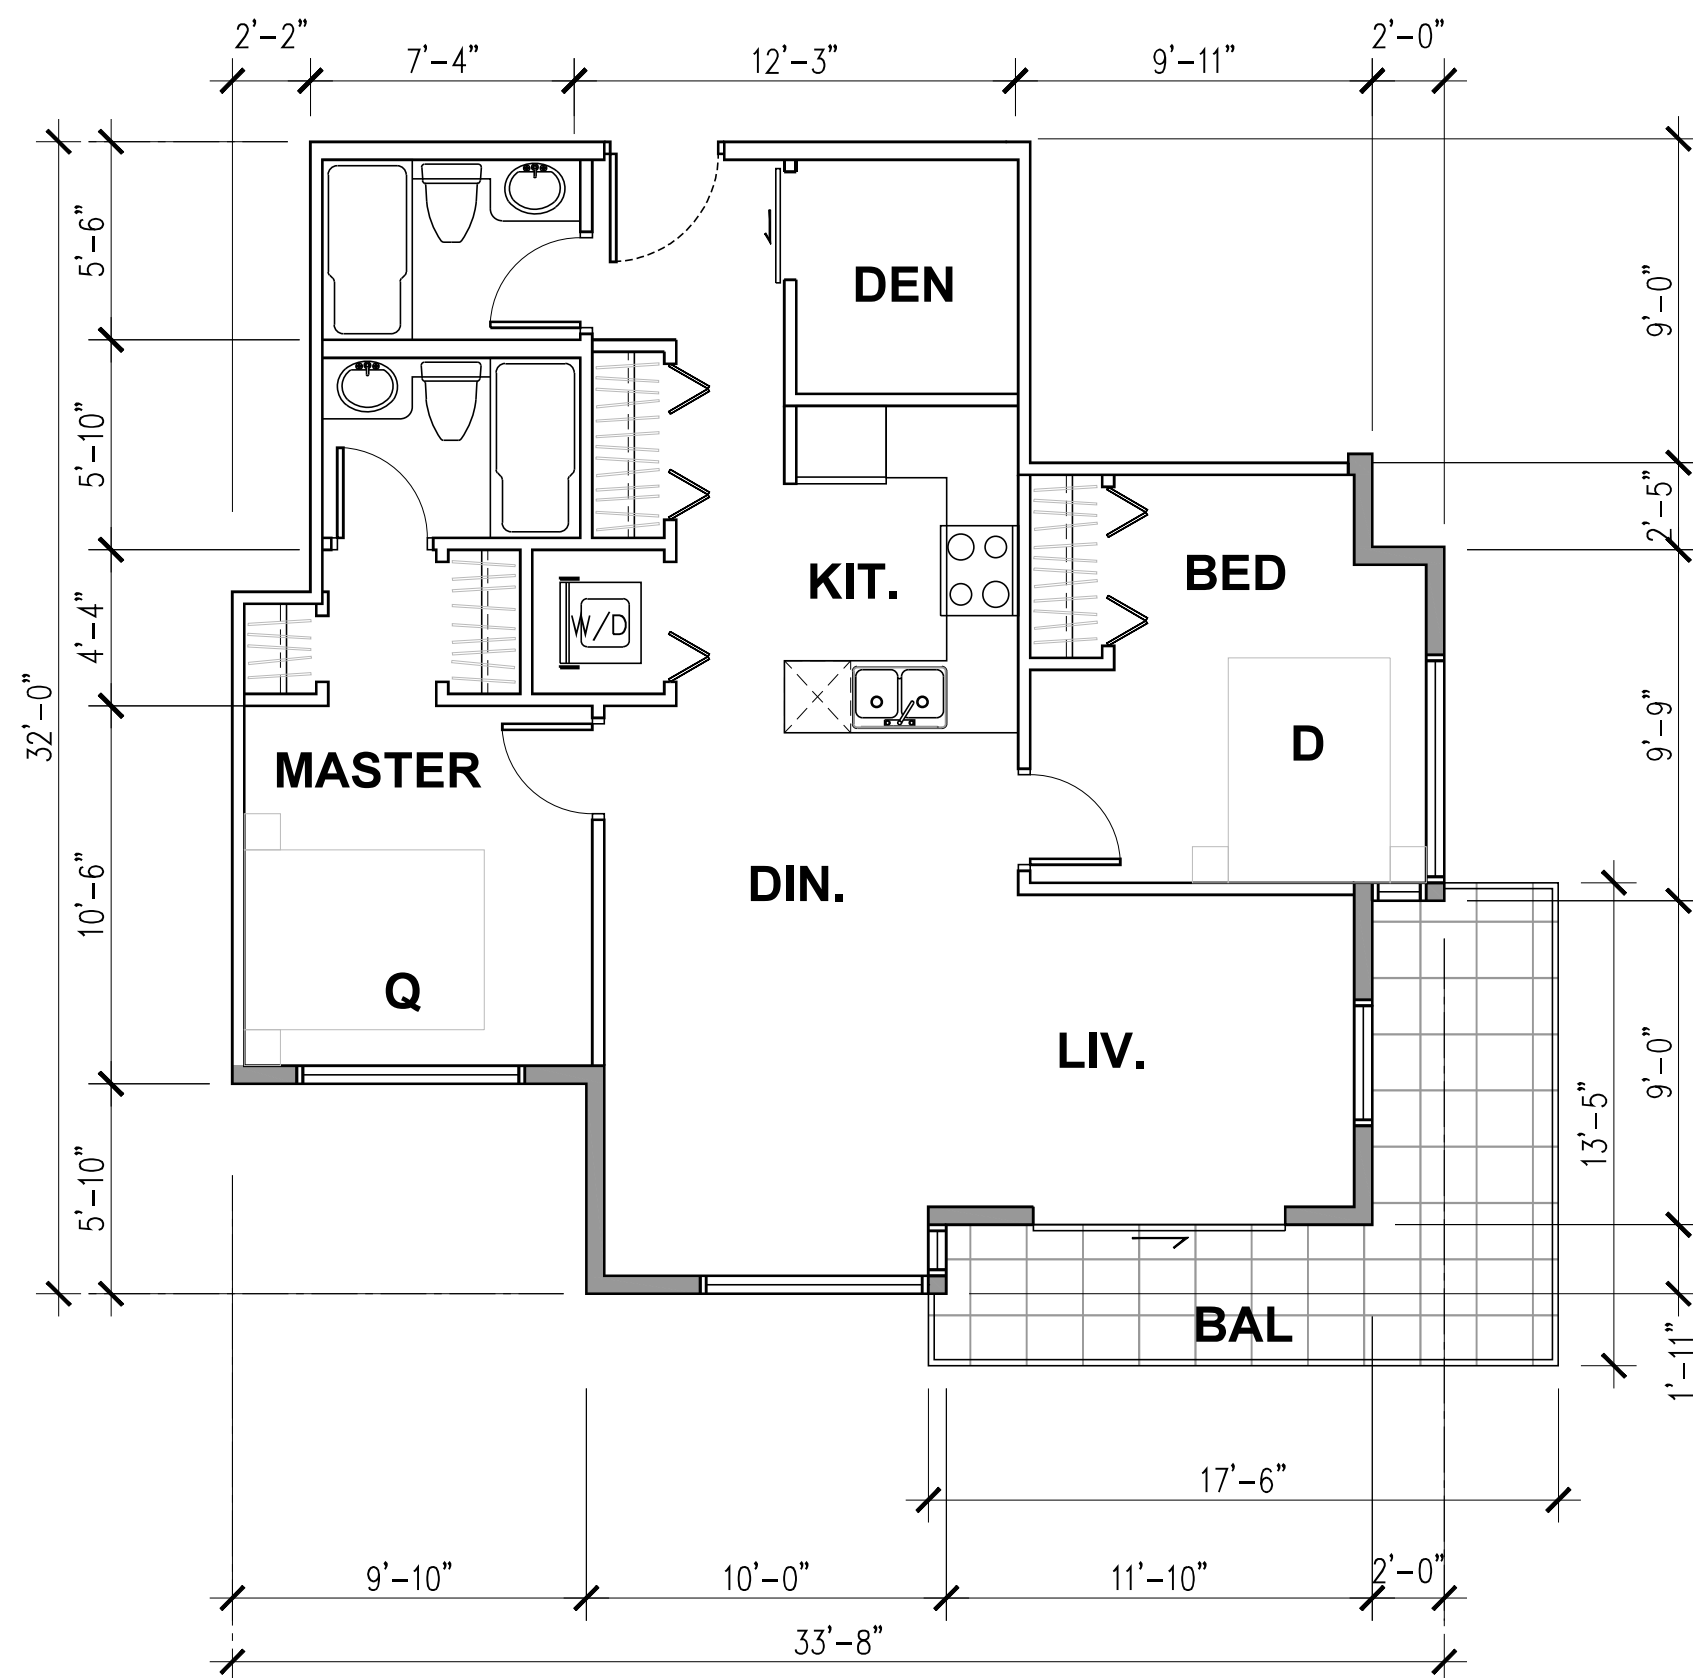 2'-2" 7'-4" 12'-3" 9'-11" 2'-0"
5'-6"
DEN
9'-0"
5'-10"
2'-5"
KIT.
BED
4'-4"
W/D
32'-0"
9'-9"
MASTER
D
10'-6"
DIN.
Q
LIV.
9'-0"
13'-5"
5'-10"
BAL
1'-11"
17'-6"
9'-10" 10'-0" 11'-10" 2'-0"
33'-8"